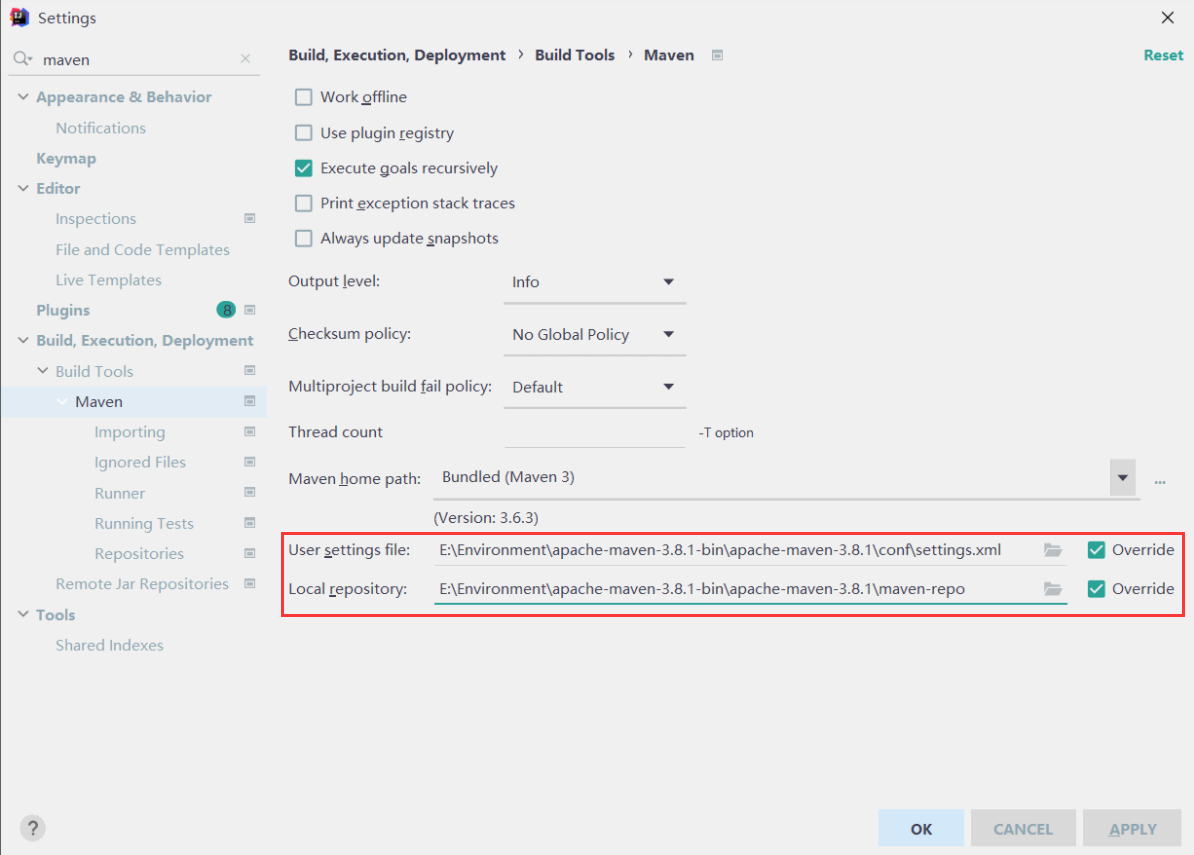 Settings
maven
Appearance & Behavior
Notifications
Keymap
Editor
Inspections
File and Code Templates
Live Templates
Plugins 8
Build, Execution, Deployment
Build Tools
Maven
Importing
Ignored Files
Runner
Running Tests
Repositories
Remote Jar Repositories
Tools
Shared Indexes
?
Build, Execution, Deployment › Build Tools › Maven Reset
Work offline
Use plugin registry
Execute goals recursively
Print exception stack traces
Always update snapshots
Output level: Info
Checksum policy: No Global Policy
Multiproject build fail policy: Default
Thread count -T option
Maven home path: Bundled (Maven 3) ...
(Version: 3.6.3)
User settings file: E:\Environment\apache-maven-3.8.1-bin\apache-maven-3.8.1\conf\settings.xml Override
Local repository: E:\Environment\apache-maven-3.8.1-bin\apache-maven-3.8.1\maven-repo Override
OK CANCEL APPLY